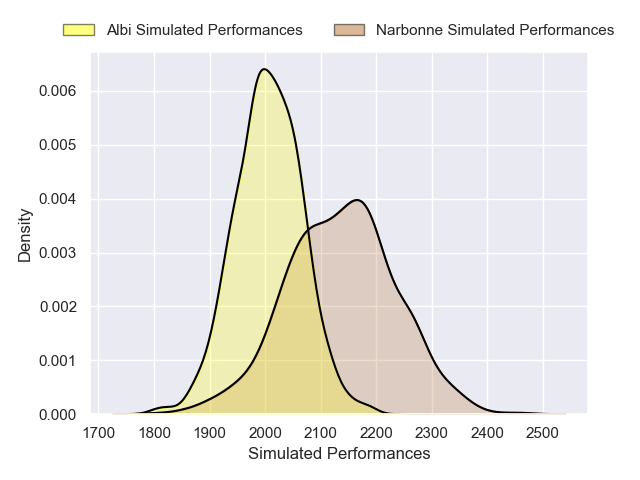 Albi Simulated Performances
Narbonne Simulated Performances
Density
0.006
0.005
0.004
0.003
0.002
0.001
0.000
1700 1800 1900 2000 2100 2200 2300 2400 2500
Simulated Performances